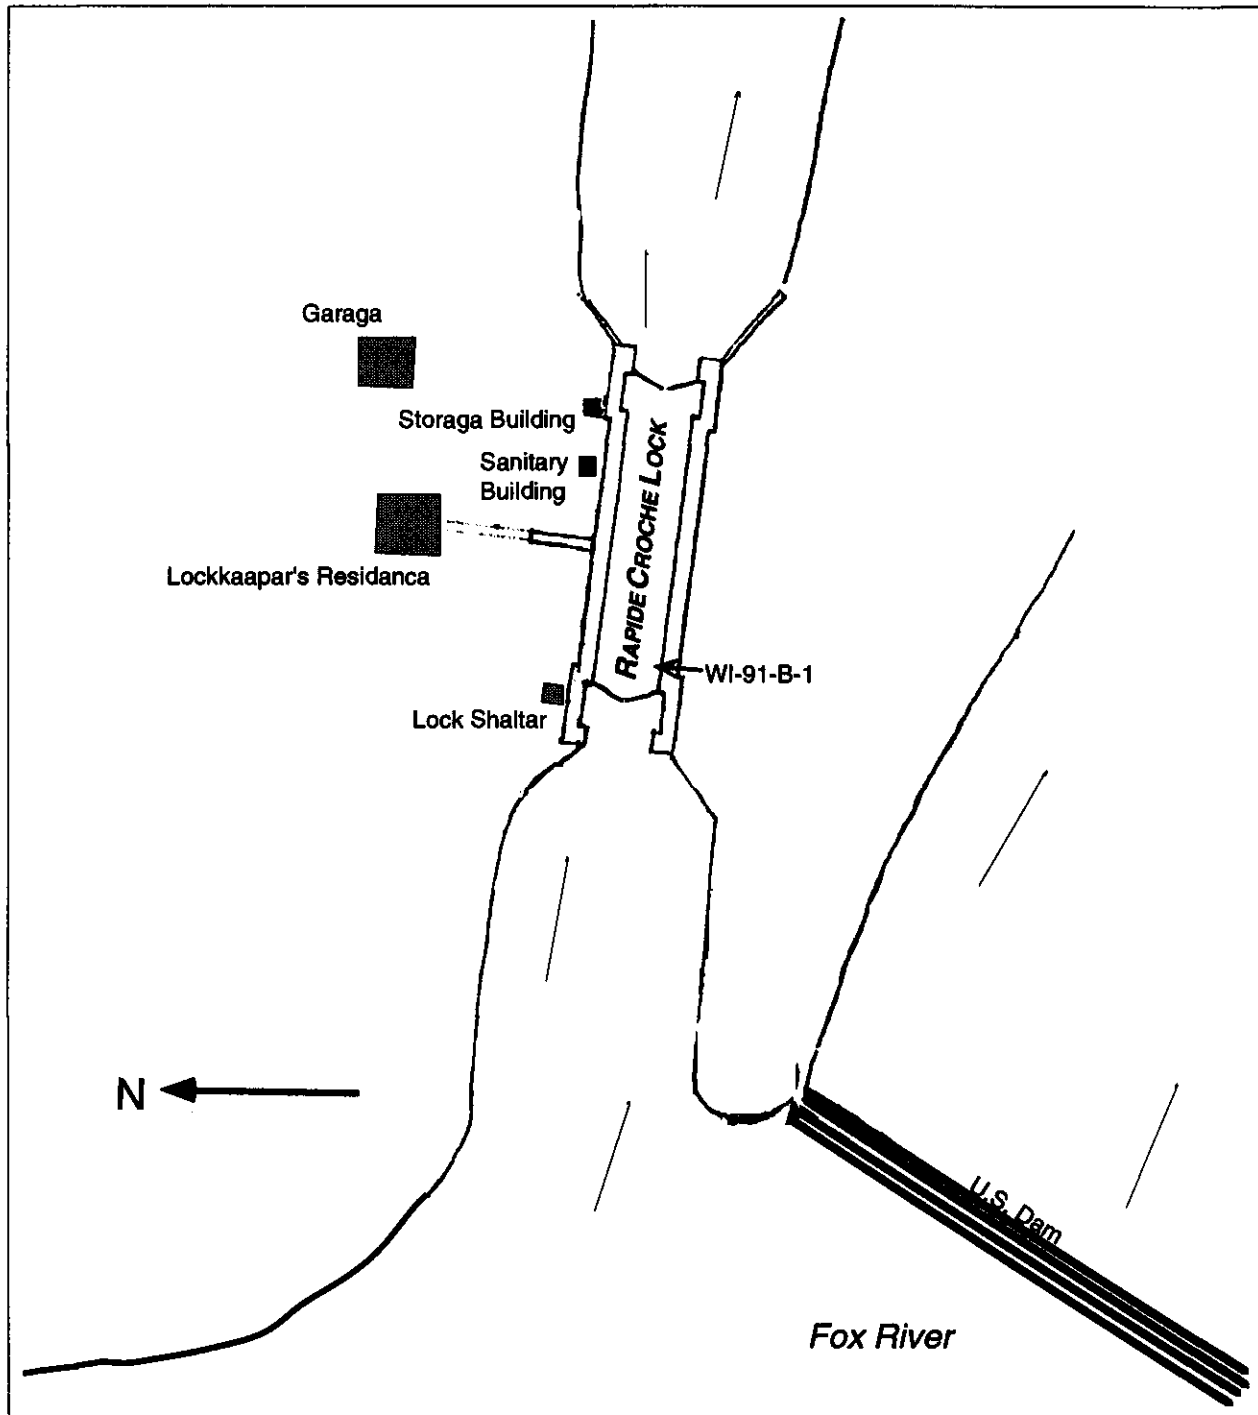 Garaga
Storaga Building
Sanitary
Building
RAPIDE CROCHE LOCK
Lockkaapar's Residanca
WI-91-B-1
Lock Shaltar
N
U.S. Dam
Fox River